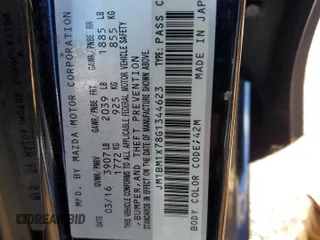 MFD. BY MAZDA MOTOR CORPORATION
03/16
GVWR/PNBV
3907 LB
1772 KG
GAWR/PNBE FRT
2039 LB
925 KG
GAWR/PNBE RR
1885 LB
855 KG
THIS VEHICLE CONFORMS TO ALL APPLICABLE FEDERAL MOTOR VEHICLE SAFETY,
BUMPER, AND THEFT PREVENTION
STANDARDS IN EFFECT ON THE DATE OF MANUFACTURE SHOWN ABOVE.
JM1BM1X78G1344623
TYPE: PASS C
BODY COLOR CODE: 42M
MADE IN JAP
© AUTOBIDMASTER